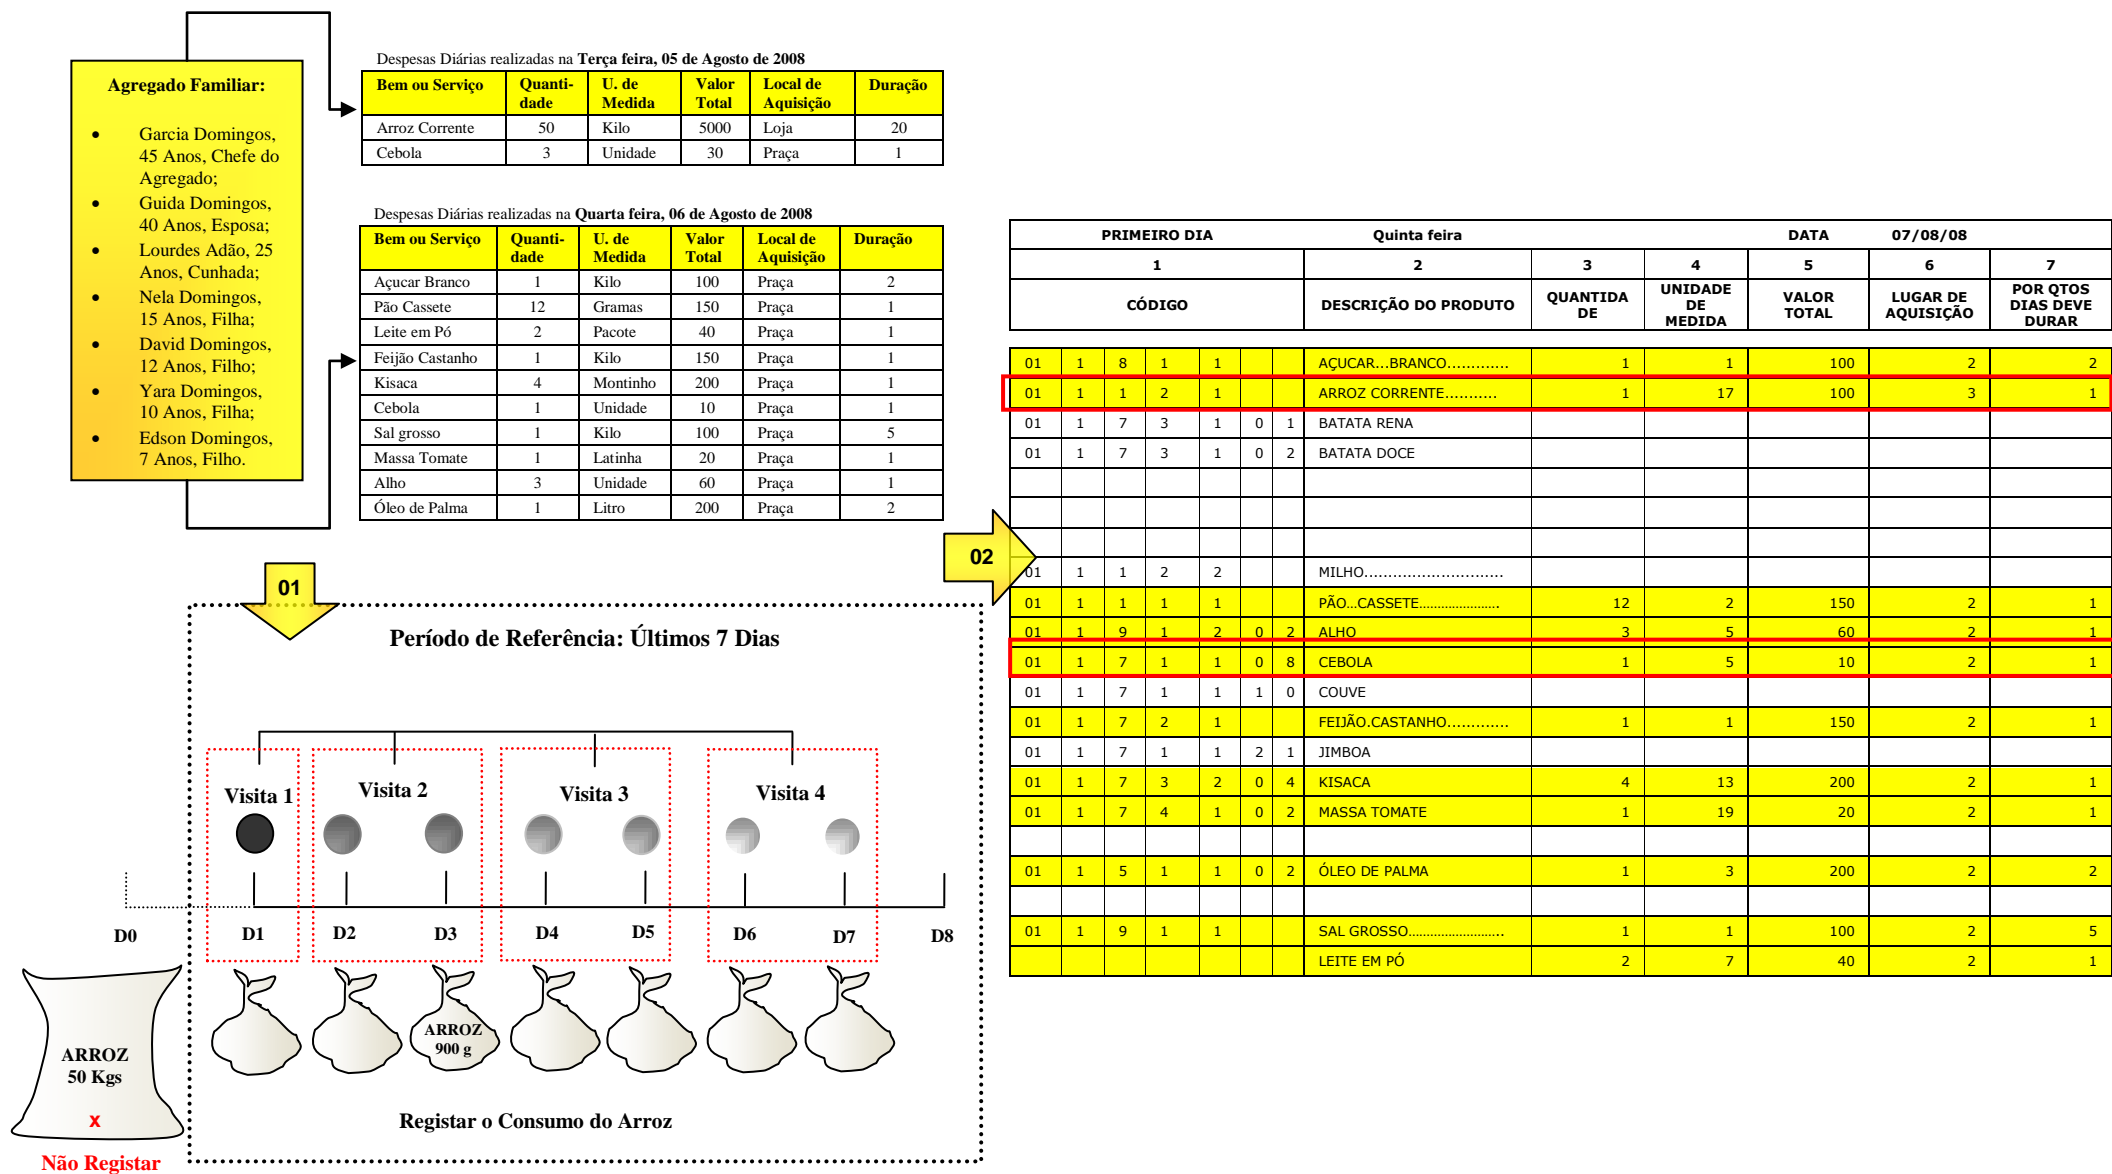 Agregado Familiar:
• Garcia Domingos,
45 Anos, Chefe do
Agregado;
• Guida Domingos,
40 Anos, Esposa;
• Lourdes Adão, 25
Anos, Cunhada;
• Nela Domingos,
15 Anos, Filha;
• David Domingos,
12 Anos, Filho;
• Yara Domingos,
10 Anos, Filha;
• Edson Domingos,
7 Anos, Filho.
Despesas Diárias realizadas na Terça feira, 05 de Agosto de 2008
Bem ou Serviço Quanti- U. de Valor Local de Duração
dade Medida Total Aquisição
Arroz Corrente 50 Kilo 5000 Loja 20
Cebola 3 Unidade 30 Praça 1
Despesas Diárias realizadas na Quarta feira, 06 de Agosto de 2008
Bem ou Serviço Quanti- U. de Valor Local de Duração
dade Medida Total Aquisição
Açucar Branco 1 Kilo 100 Praça 2
Pão Cassete 12 Gramas 150 Praça 1
Leite em Pó 2 Pacote 40 Praça 1
Feijão Castanho 1 Kilo 150 Praça 1
Kisaca 4 Montinho 200 Praça 1
Cebola 1 Unidade 10 Praça 1
Sal grosso 1 Kilo 100 Praça 5
Massa Tomate 1 Latinha 20 Praça 1
Alho 3 Unidade 60 Praça 1
Óleo de Palma 1 Litro 200 Praça 2
01
Período de Referência: Últimos 7 Dias
Visita 1 Visita 2 Visita 3 Visita 4
D0 D1 D2 D3 D4 D5 D6 D7 D8
ARROZ
900 g
ARROZ
50 Kgs
x
Não Registar
Registar o Consumo do Arroz
02
PRIMEIRO DIA Quinta feira DATA 07/08/08
1 2 3 4 5 6 7
CÓDIGO DESCRIÇÃO DO PRODUTO QUANTIDA UNIDADE VALOR LUGAR DE POR QTOS
DE DE TOTAL AQUISIÇÃO DIAS DEVE
MEDIDA DURAR
01 1 8 1 1 AÇUCAR...BRANCO............. 1 1 100 2 2
01 1 1 2 1 ARROZ CORRENTE........... 1 17 100 3 1
01 1 7 3 1 0 1 BATATA RENA
01 1 7 3 1 0 2 BATATA DOCE
01 1 1 2 2 MILHO.............................
01 1 1 1 1 PÃO...CASSETE....................... 12 2 150 2 1
01 1 9 1 2 0 2 ALHO 3 5 60 2 1
01 1 7 1 1 0 8 CEBOLA 1 5 10 2 1
01 1 7 1 1 1 0 COUVE
01 1 7 2 1 FEIJÃO.CASTANHO............. 1 1 150 2 1
01 1 7 1 1 2 1 JIMBOA
01 1 7 3 2 0 4 KISACA 4 13 200 2 1
01 1 7 4 1 0 2 MASSA TOMATE 1 19 20 2 1
01 1 5 1 1 0 2 ÓLEO DE PALMA 1 3 200 2 2
01 1 9 1 1 SAL GROSSO........................... 1 1 100 2 5
LEITE EM PÓ 2 7 40 2 1